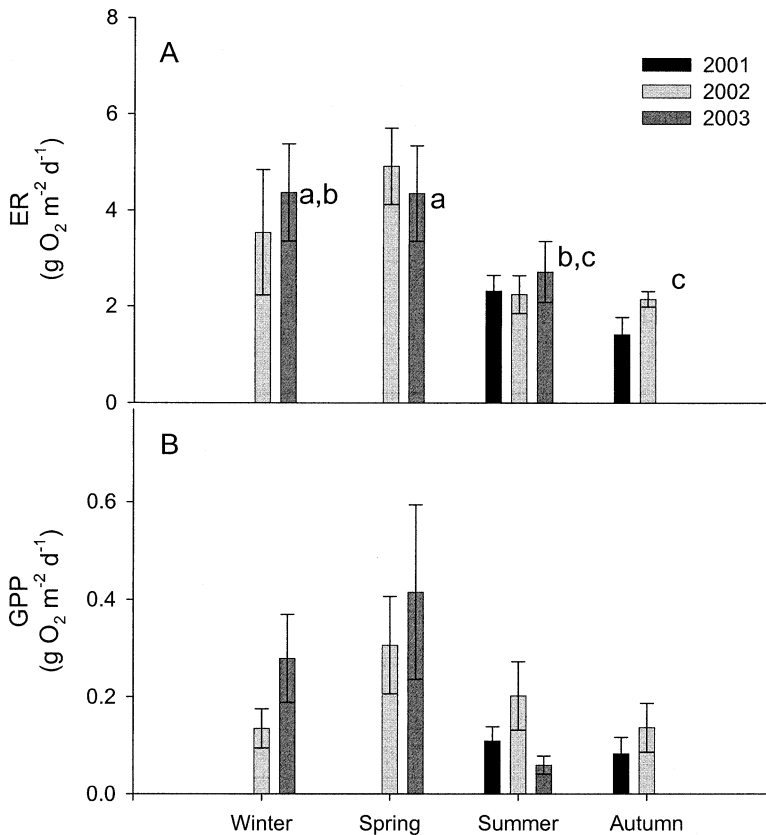 8
A
2001
2002
2003
6
ER
(g O₂ m⁻² d⁻¹)
a,b
a
4
b,c
c
2
0
B
0.6
GPP
(g O₂ m⁻² d⁻¹)
0.4
0.2
0.0
Winter Spring Summer Autumn